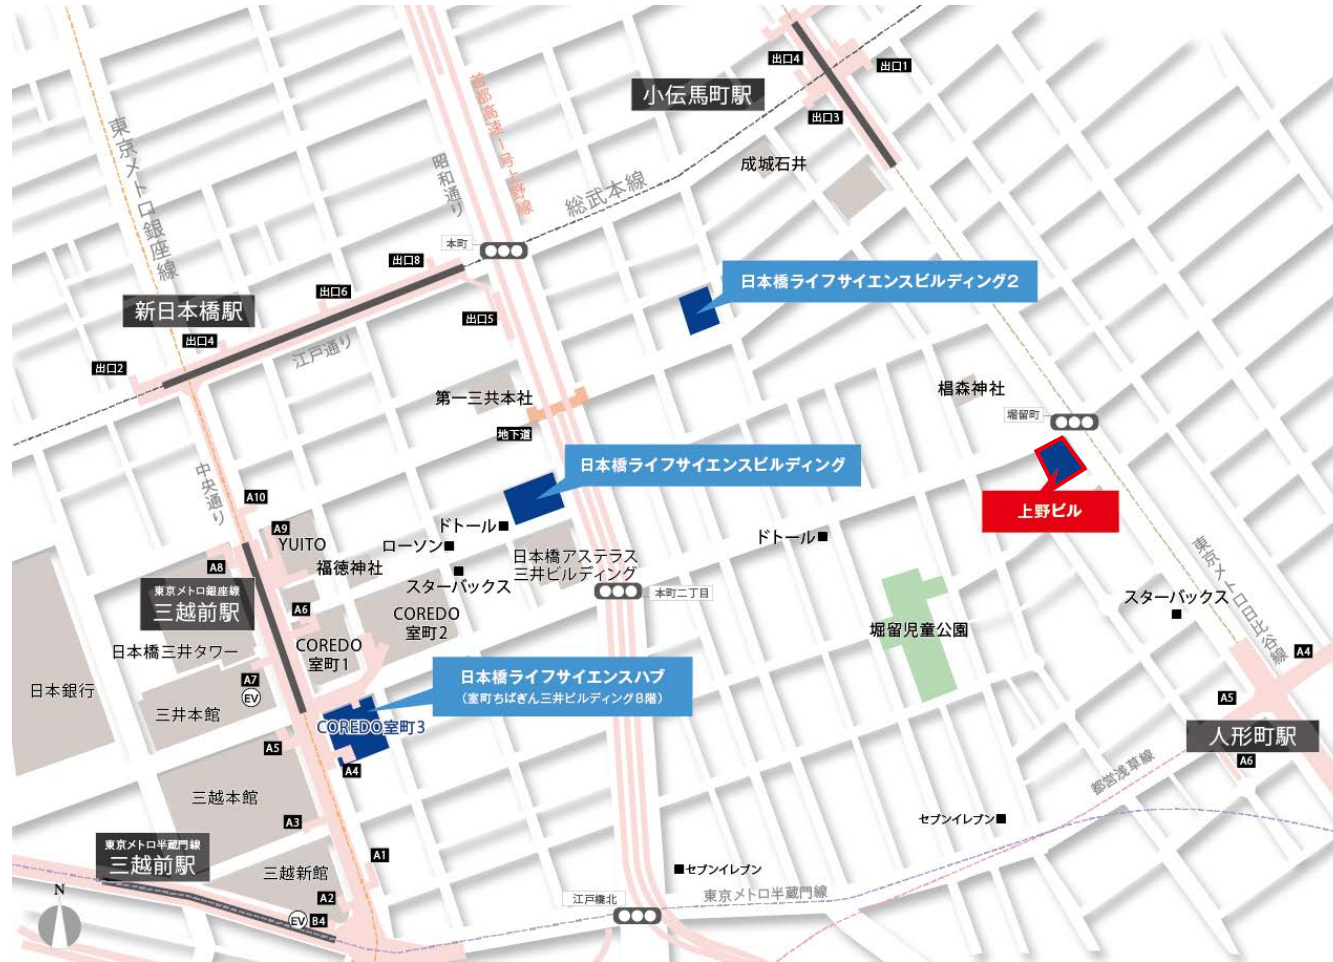 出口4
出口1
小伝馬町駅
出口3
東京メトロ銀座線
首都高速1号上野線
昭和通り
成城石井
総武本線
本町
出口8
日本橋ライフサイエンスビルディング2
出口6
新日本橋駅
出口5
出口4
江戸通り
出口2
第一三共本社
椙森神社
堀留町
地下道
日本橋ライフサイエンスビルディング
中央通り
A10
上野ビル
ドトール
A9
YUITO
ローソン
ドトール
福徳神社
日本橋アステラス
三井ビルディング
A8
スターバックス
東京メトロ銀座線
三越前駅
本町二丁目
東京メトロ日比谷線
スターバックス
A6
COREDO
室町2
COREDO
室町1
堀留児童公園
日本橋三井タワー
A4
日本橋ライフサイエンスハブ
(室町ちばぎん三井ビルディング8階)
A7
EV
日本銀行
三井本館
A5
COREDO室町3
A5
人形町駅
A6
A4
都営浅草線
三越本館
A3
セブンイレブン
東京メトロ半蔵門線
三越前駅
A1
三越新館
セブンイレブン
N
A2
東京メトロ半蔵門線
江戸橋北
EV
B4